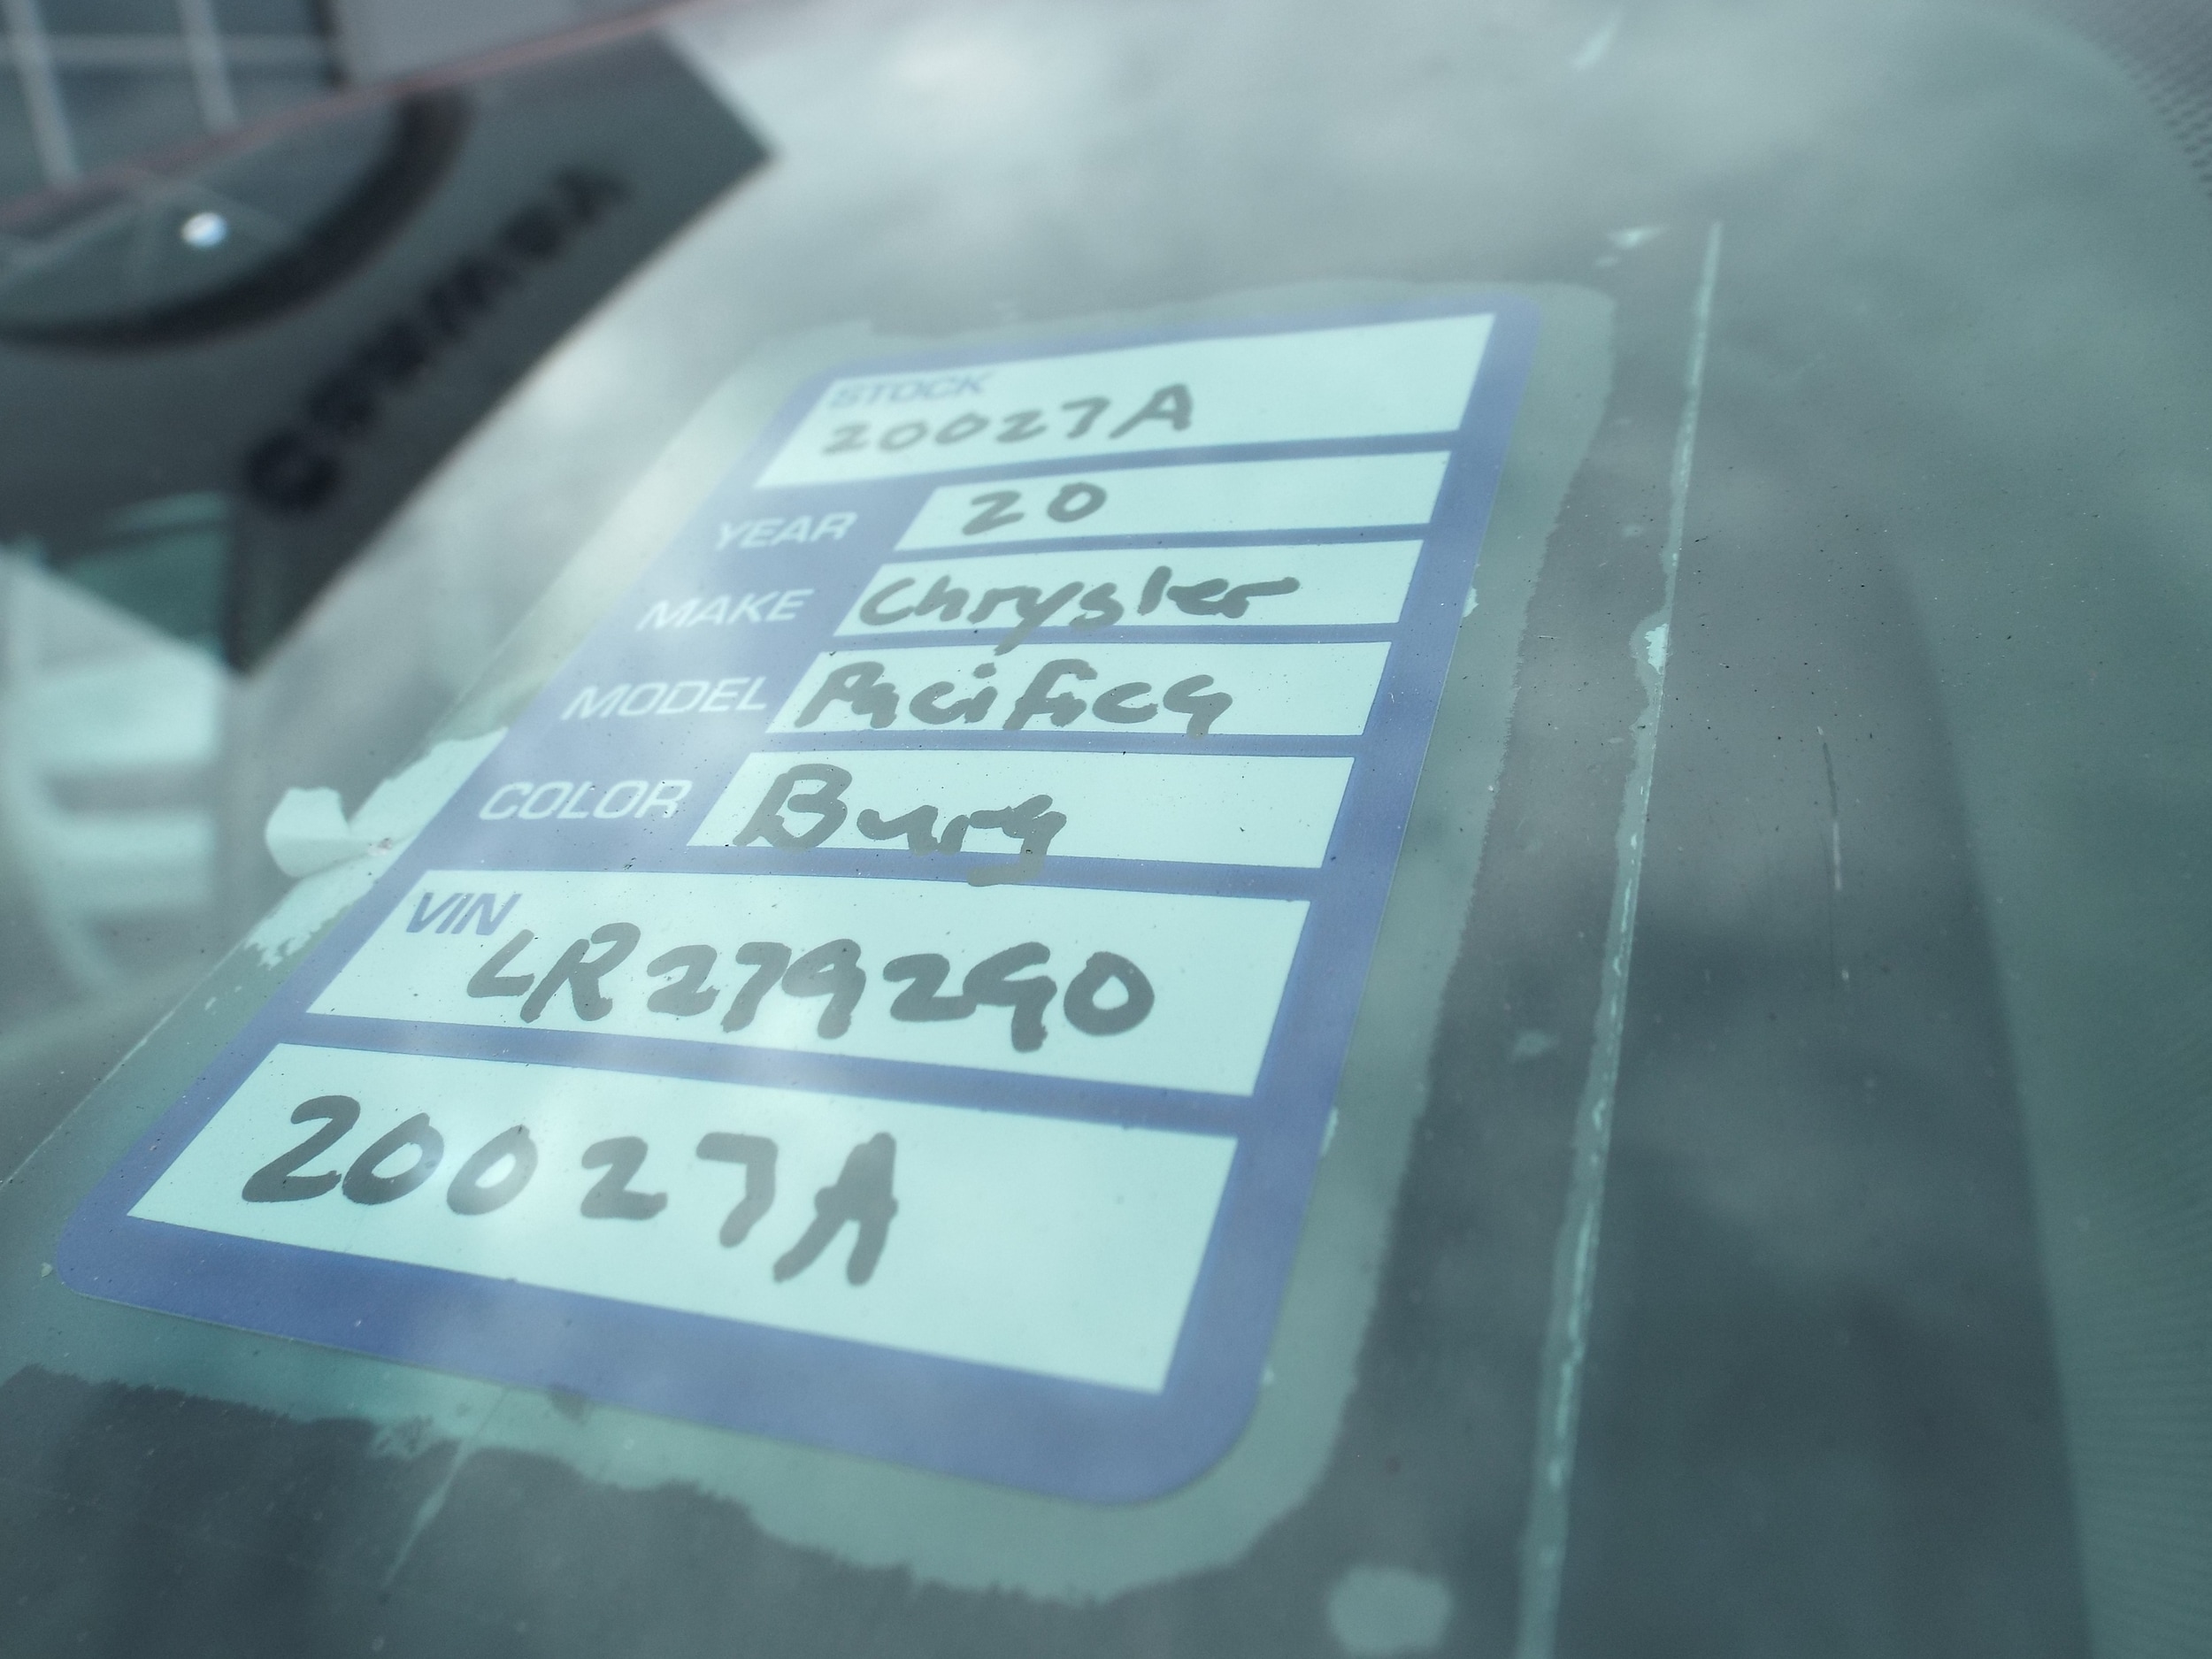 STOCK
20027A
YEAR 20
MAKE Chrysler
MODEL Pacifica
COLOR Burg
VIN
LR279290
20027A